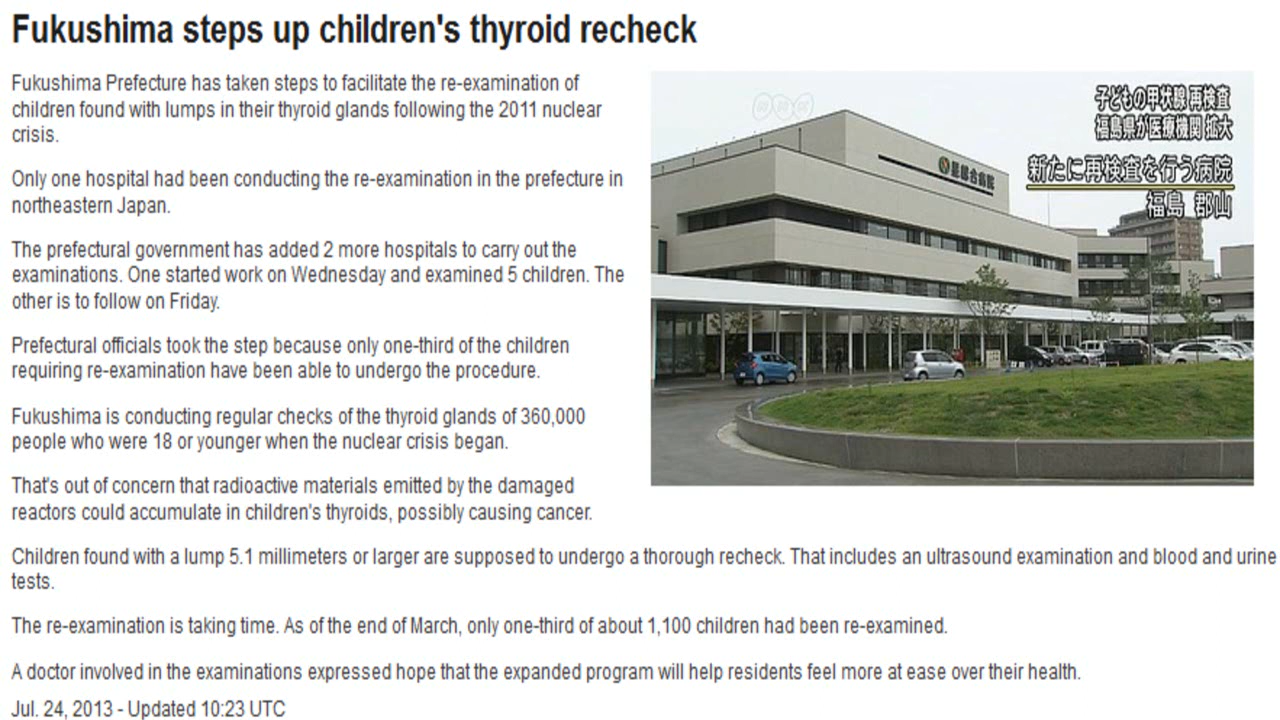 Fukushima steps up children's thyroid recheck
Fukushima Prefecture has taken steps to facilitate the re-examination of
children found with lumps in their thyroid glands following the 2011 nuclear
crisis.
Only one hospital had been conducting the re-examination in the prefecture in
northeastern Japan.
The prefectural government has added 2 more hospitals to carry out the
examinations. One started work on Wednesday and examined 5 children. The
other is to follow on Friday.
Prefectural officials took the step because only one-third of the children
requiring re-examination have been able to undergo the procedure.
Fukushima is conducting regular checks of the thyroid glands of 360,000
people who were 18 or younger when the nuclear crisis began.
That's out of concern that radioactive materials emitted by the damaged
reactors could accumulate in children's thyroids, possibly causing cancer.
NHK
子どもの甲状腺 再検査
福島県が医療機関 拡大
新たに再検査を行う病院
福島 郡山
Children found with a lump 5.1 millimeters or larger are supposed to undergo a thorough recheck. That includes an ultrasound examination and blood and urine
tests.
The re-examination is taking time. As of the end of March, only one-third of about 1,100 children had been re-examined.
A doctor involved in the examinations expressed hope that the expanded program will help residents feel more at ease over their health.
Jul. 24, 2013 - Updated 10:23 UTC